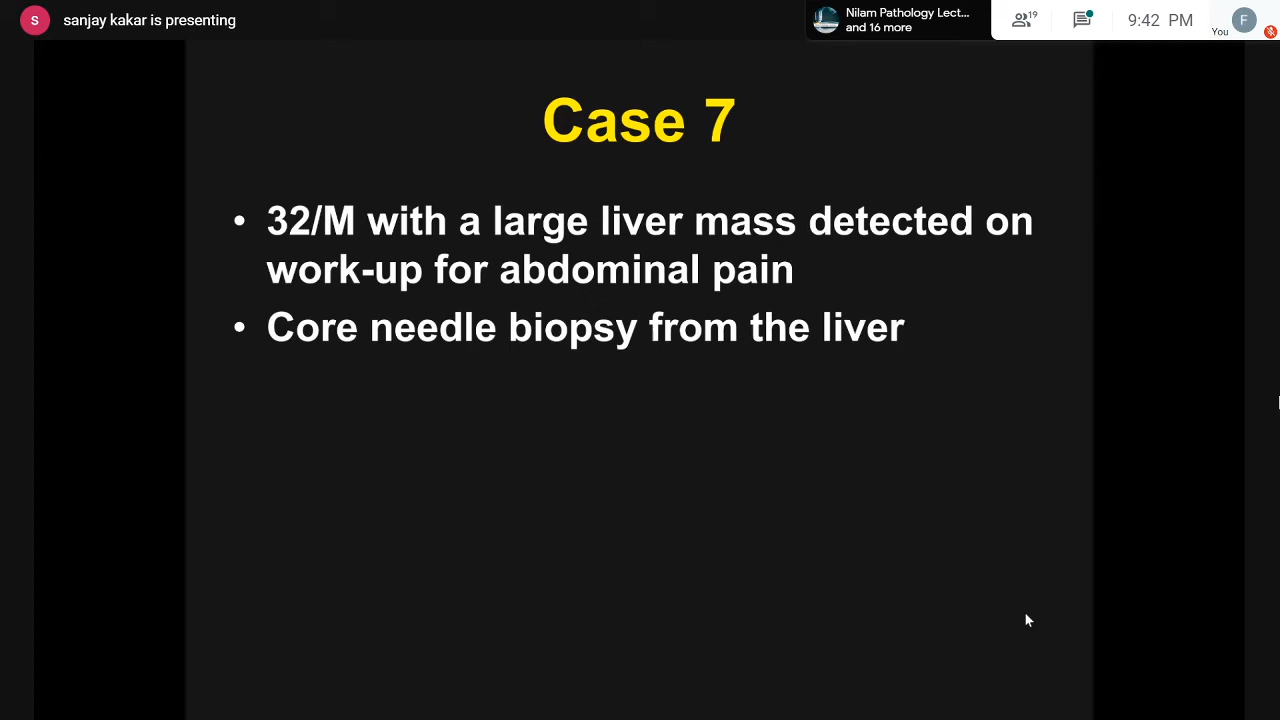 S sanjay kakar is presenting
Nilam Pathology Lect...
and 16 more
19
9:42 PM
You
F
Case 7
• 32/M with a large liver mass detected on
work-up for abdominal pain
• Core needle biopsy from the liver